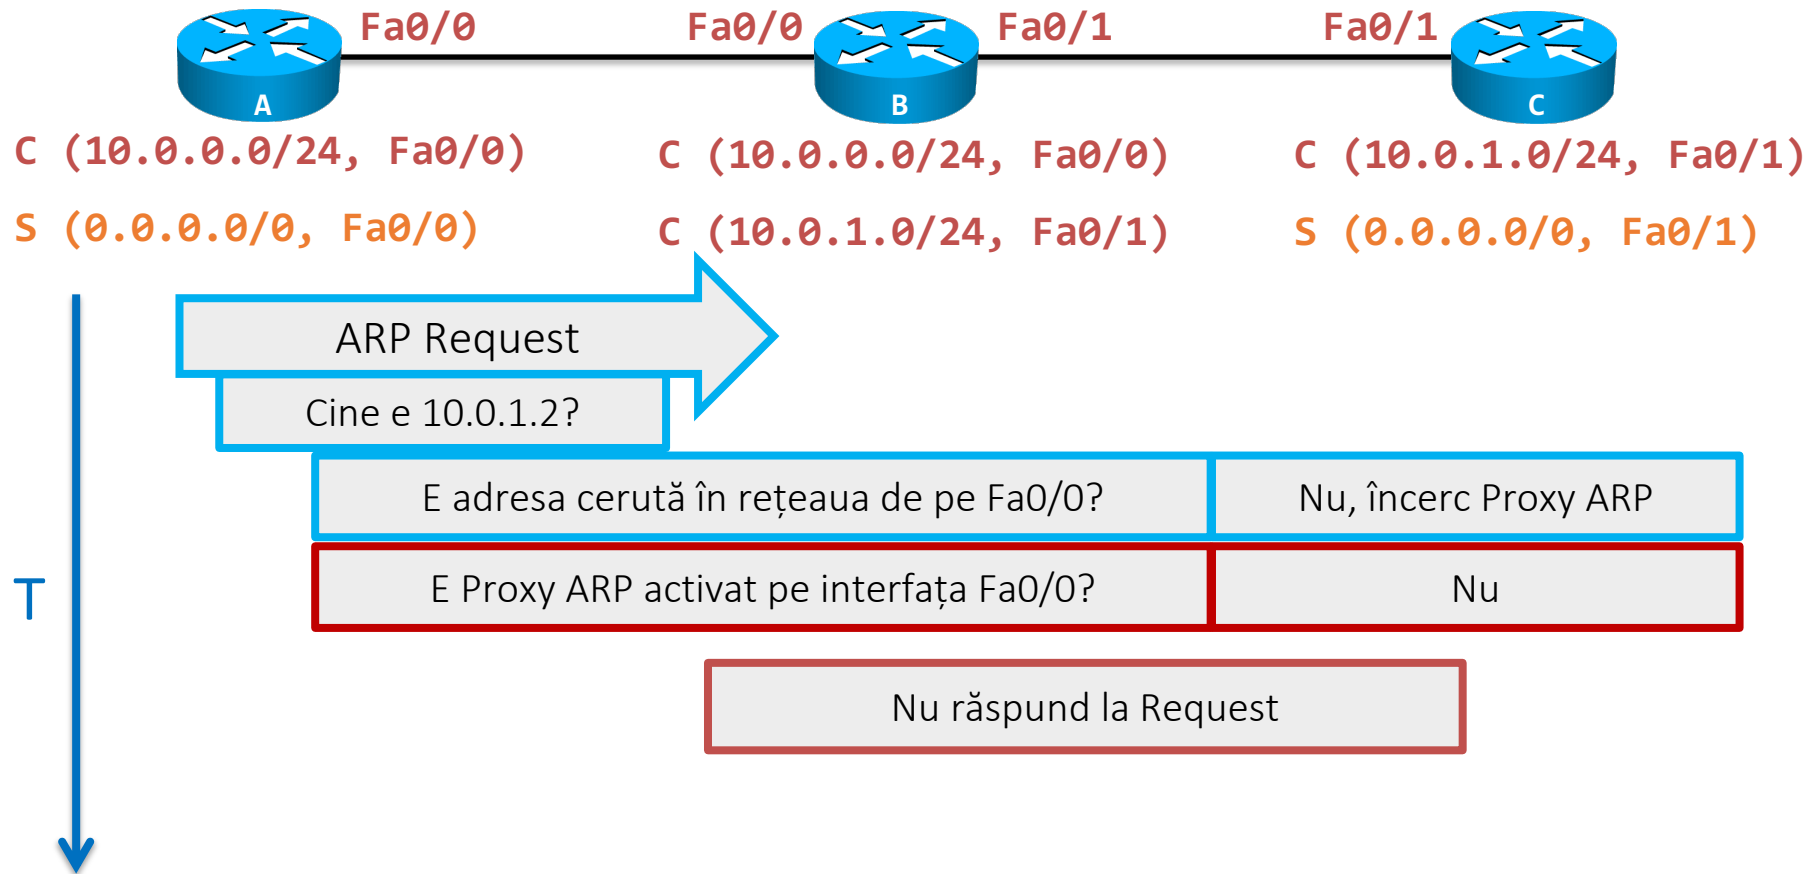 Fa0/0 Fa0/0 Fa0/1 Fa0/1
A B C
C (10.0.0.0/24, Fa0/0) C (10.0.0.0/24, Fa0/0) C (10.0.1.0/24, Fa0/1)
S (0.0.0.0/0, Fa0/0) C (10.0.1.0/24, Fa0/1) S (0.0.0.0/0, Fa0/1)
ARP Request
Cine e 10.0.1.2?
E adresa cerută în rețeaua de pe Fa0/0? Nu, încerc Proxy ARP
E Proxy ARP activat pe interfața Fa0/0? Nu
T
Nu răspund la Request